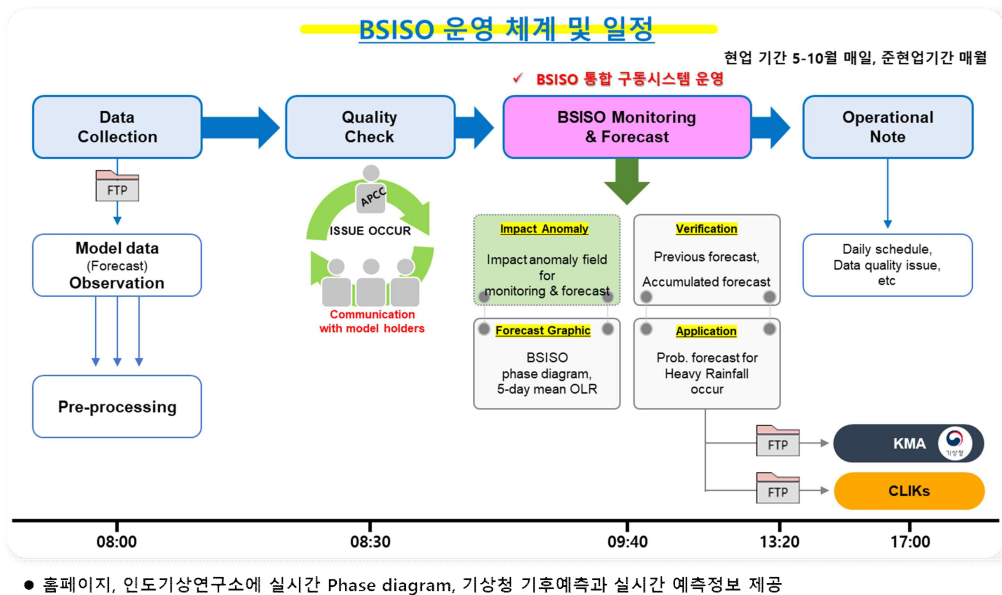 BSISO 운영 체계 및 일정
현업 기간 5-10월 매일, 준현업기간 매월
✓ BSISO 통합 구동시스템 운영
Data
Collection
Quality
Check
BSISO Monitoring
& Forecast
Operational
Note
FTP
APCC
ISSUE OCCUR
Communication
with model holders
Model data
(Forecast)
Observation
Pre-processing
Impact Anomaly
Impact anomaly field
for
monitoring & forecast
Verification
Previous forecast,
Accumulated forecast
Forecast Graphic
BSISO
phase diagram,
5-day mean OLR
Application
Prob. forecast for
Heavy Rainfall
occur
Daily schedule,
Data quality issue,
etc
FTP
KMA
기상청
FTP
CLIKs
08:00
08:30
09:40
13:20
17:00
● 홈페이지, 인도기상연구소에 실시간 Phase diagram, 기상청 기후예측과 실시간 예측정보 제공